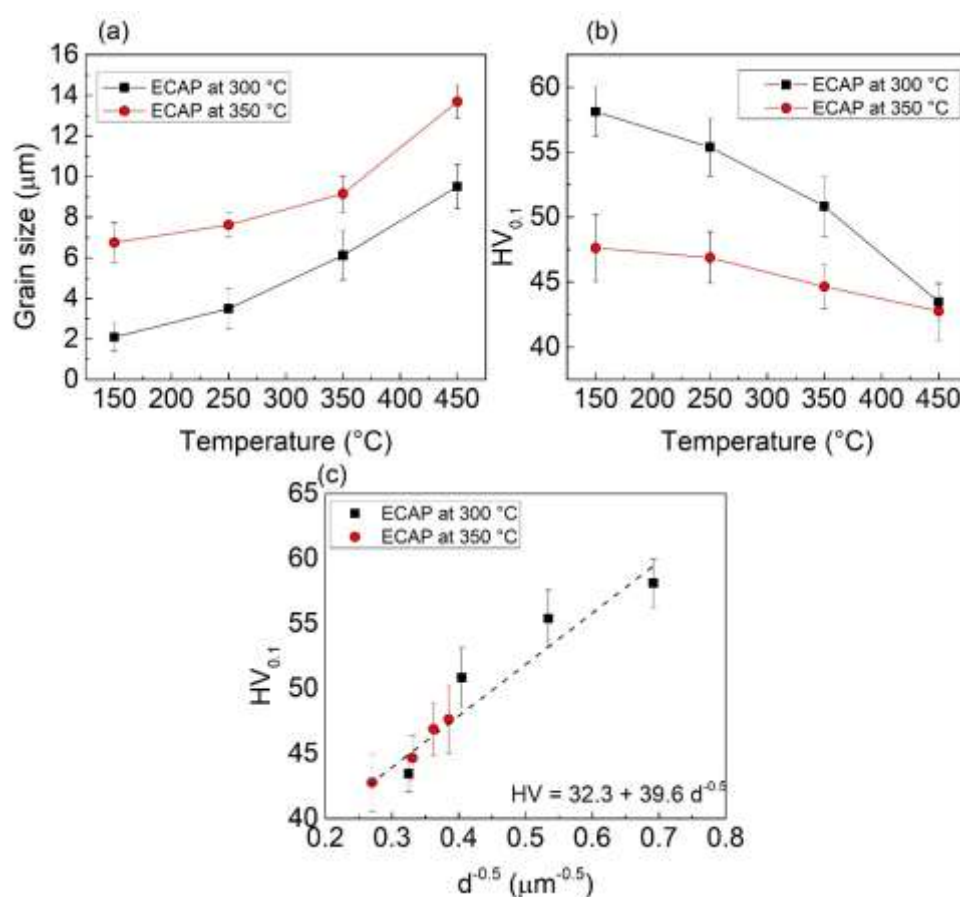 (a)
16
14
12
10
8
6
4
2
0
ECAP at 300 °C
ECAP at 350 °C
Grain size (μm)
150 200 250 300 350 400 450
Temperature (°C)
(b)
60
55
50
45
40
ECAP at 300 °C
ECAP at 350 °C
HV0.1
150 200 250 300 350 400 450
Temperature (°C)
(c)
65
60
55
50
45
40
ECAP at 300 °C
ECAP at 350 °C
HV0.1
HV = 32.3 + 39.6 d-0.5
0.2 0.3 0.4 0.5 0.6 0.7 0.8
d-0.5 (μm-0.5)